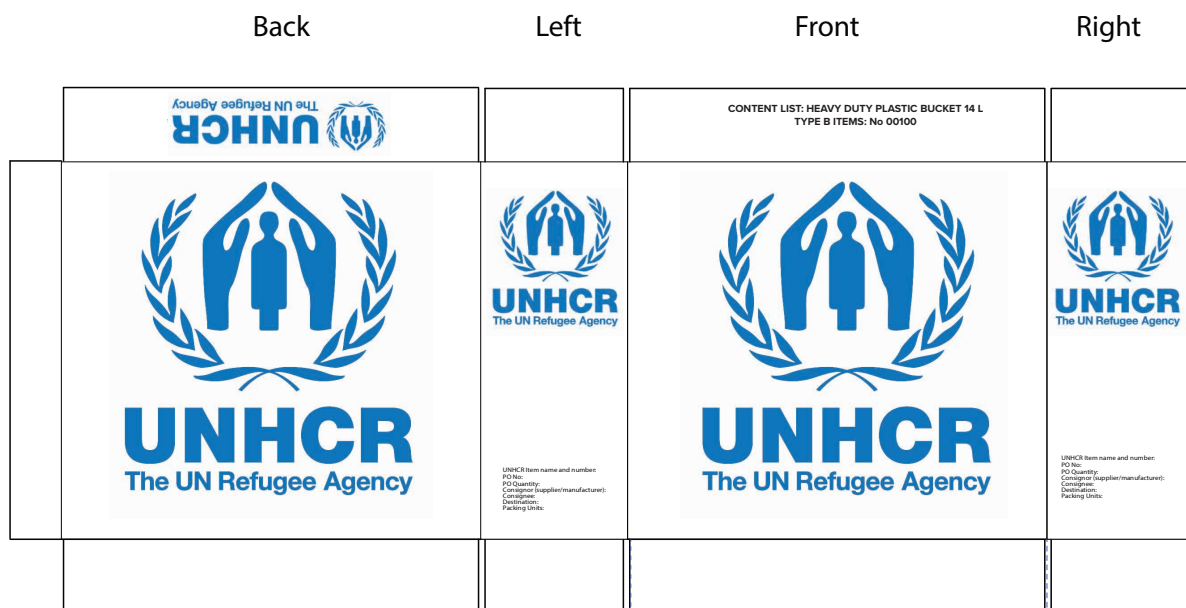 Back
Left
Front
Right
UNHCR
The UN Refugee Agency
CONTENT LIST: HEAVY DUTY PLASTIC BUCKET 14 L
TYPE B ITEMS: No 00100
UNHCR
The UN Refugee Agency
UNHCR
The UN Refugee Agency
UNHCR Item name and number:
PO No:
PO Quantity:
Consignor (supplier/manufacturer):
Consignee:
Destination:
Packing Units:
UNHCR
The UN Refugee Agency
UNHCR
The UN Refugee Agency
UNHCR Item name and number:
PO No:
PO Quantity:
Consignor (supplier/manufacturer):
Consignee:
Destination:
Packing Units: